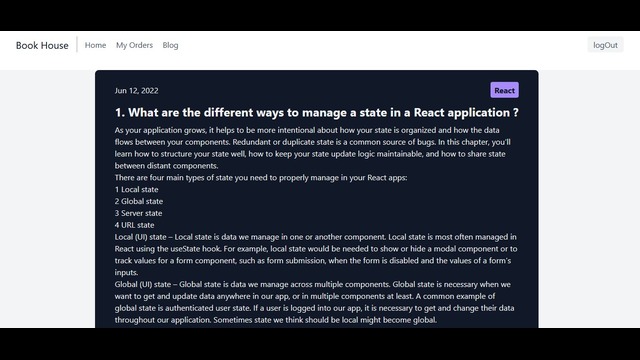 Book House Home My Orders Blog logOut
Jun 12, 2022 React
1. What are the different ways to manage a state in a React application ?
As your application grows, it helps to be more intentional about how your state is organized and how the data
flows between your components. Redundant or duplicate state is a common source of bugs. In this chapter, you'll
learn how to structure your state well, how to keep your state update logic maintainable, and how to share state
between distant components.
There are four main types of state you need to properly manage in your React apps:
1 Local state
2 Global state
3 Server state
4 URL state
Local (UI) state – Local state is data we manage in one or another component. Local state is most often managed in
React using the useState hook. For example, local state would be needed to show or hide a modal component or to
track values for a form component, such as form submission, when the form is disabled and the values of a form's
inputs.
Global (UI) state – Global state is data we manage across multiple components. Global state is necessary when we
want to get and update data anywhere in our app, or in multiple components at least. A common example of
global state is authenticated user state. If a user is logged into our app, it is necessary to get and change their data
throughout our application. Sometimes state we think should be local might become global.